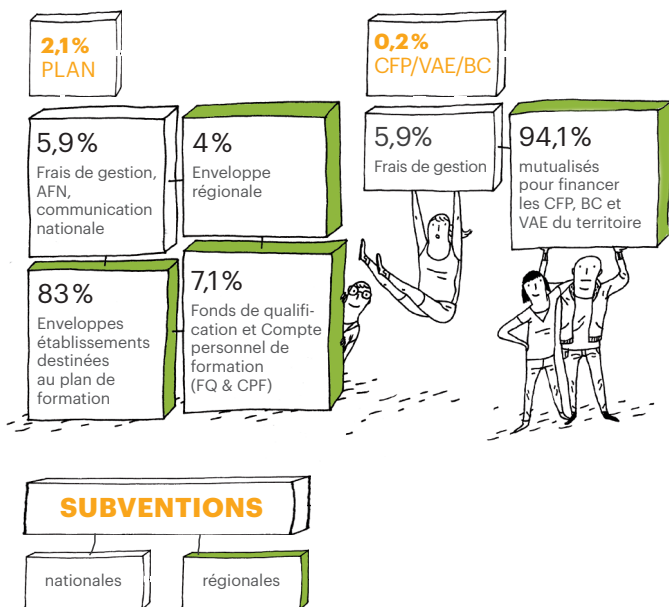 2,1%
PLAN
5,9%
Frais de gestion,
AFN,
communication
nationale
4%
Enveloppe
régionale
83%
Enveloppes
établissements
destinées
au plan de
formation
7,1%
Fonds de qualifi-
cation et Compte
personnel de
formation
(FQ & CPF)
0,2%
CFP/VAE/BC
5,9%
Frais de gestion
94,1%
mutualisés
pour financer
les CFP, BC et
VAE du territoire
SUBVENTIONS
nationales
régionales